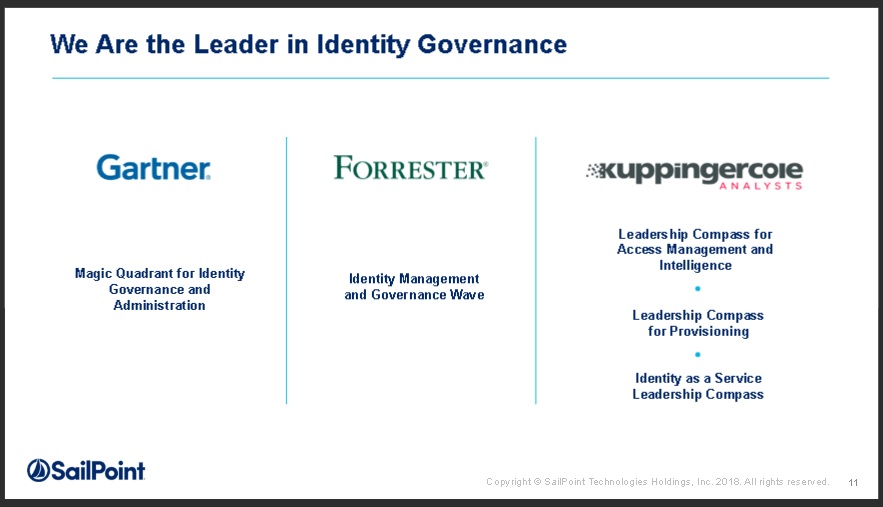 We Are the Leader in Identity Governance
Gartner®
FORRESTER®
kuppingercole
ANALYSTS
Magic Quadrant for Identity
Governance and
Administration
Identity Management
and Governance Wave
Leadership Compass for
Access Management and
Intelligence
•
Leadership Compass
for Provisioning
•
Identity as a Service
Leadership Compass
SailPoint
Copyright © SailPoint Technologies Holdings, Inc. 2018. All rights reserved.
11